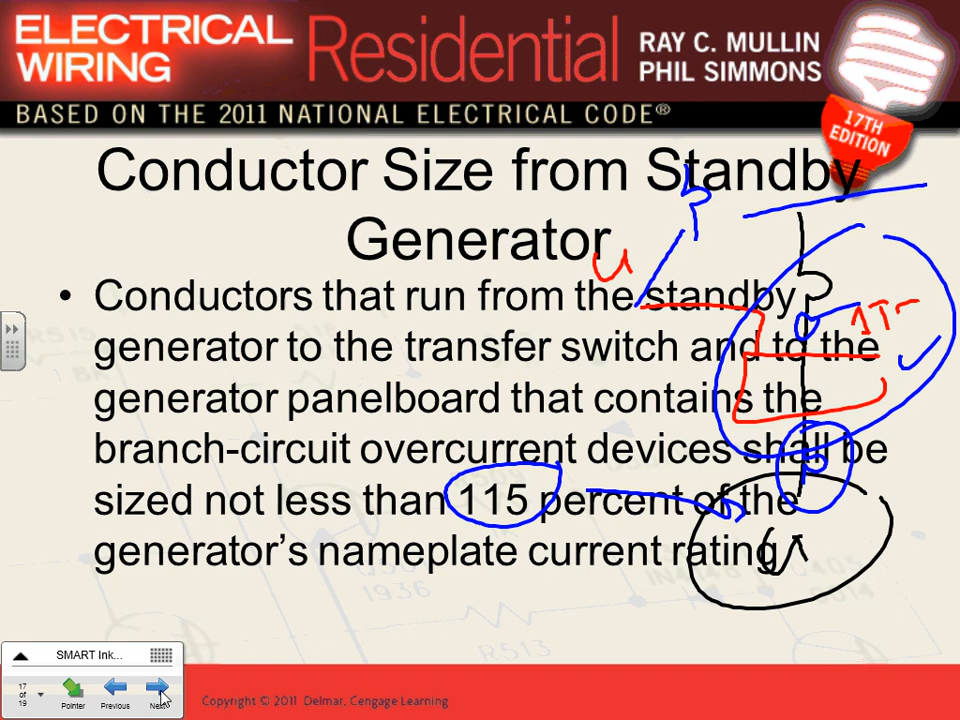 ELECTRICAL
WIRING
Residential
RAY C. MULLIN
PHIL SIMMONS
BASED ON THE 2011 NATIONAL ELECTRICAL CODE®
17TH
EDITION
Conductor Size from Standby
Generator
• Conductors that run from the standby
generator to the transfer switch and to the
generator panelboard that contains the
branch-circuit overcurrent devices shall be
sized not less than 115 percent of the
generator’s nameplate current rating
R515
R513
1936
SMART Ink...
17
of
19
Pointer
Previous
Next
Copyright © 2011 Delmar, Cengage Learning